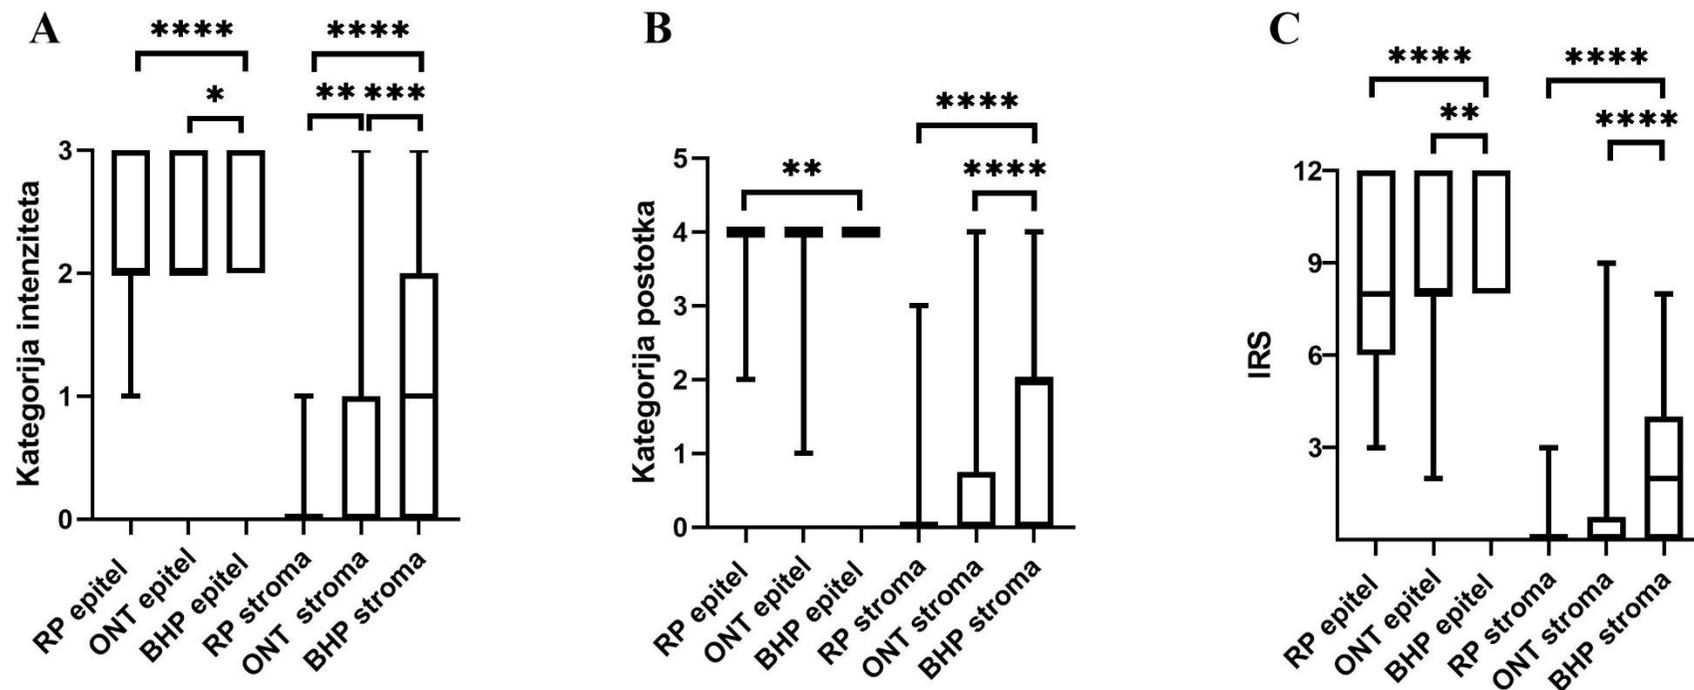 A
**** ****
* ** ***
Kategorija intenziteta
3
2
1
0
RP epitel
ONT epitel
BHP epitel
RP stroma
ONT stroma
BHP stroma
B
****
** ****
Kategorija postotka
5
4
3
2
1
0
RP epitel
ONT epitel
BHP epitel
RP stroma
ONT stroma
BHP stroma
C
**** ****
** ****
IRS
12
9
6
3
RP epitel
ONT epitel
BHP epitel
RP stroma
ONT stroma
BHP stroma